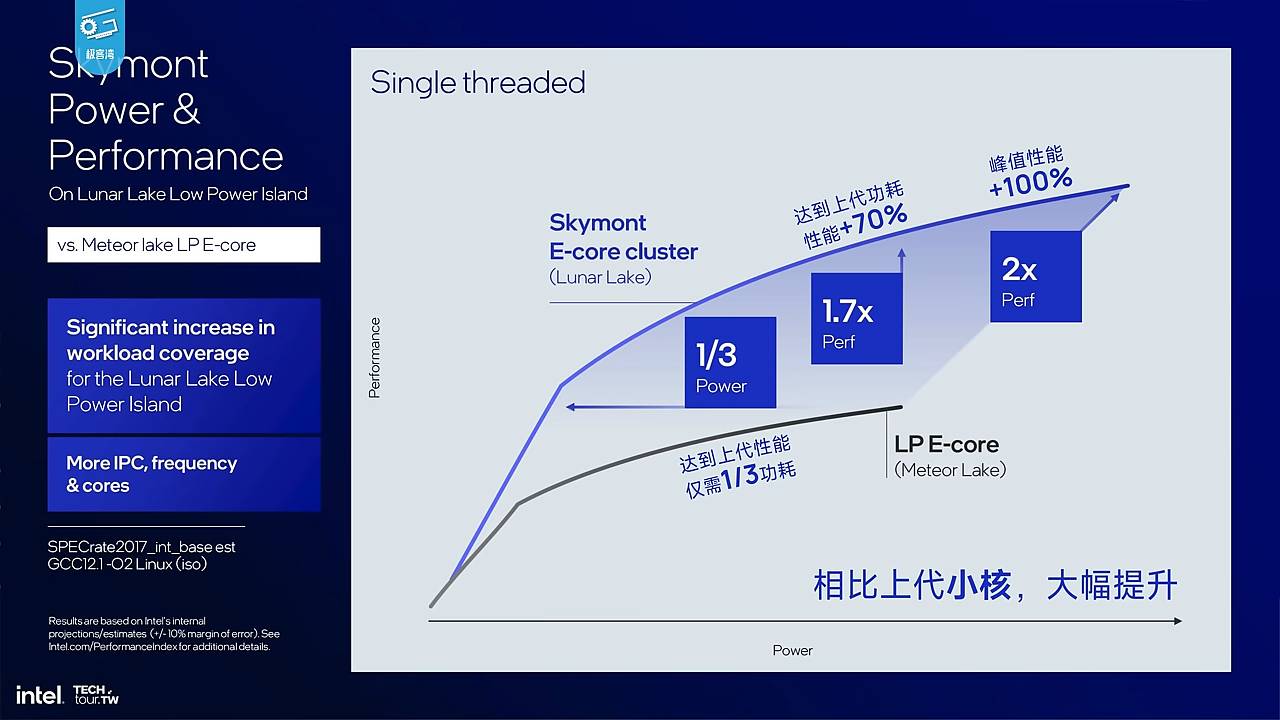 极客湾
Skymont
Power &
Performance
On Lunar Lake Low Power Island
vs. Meteor lake LP E-core
Significant increase in
workload coverage
for the Lunar Lake Low
Power Island
More IPC, frequency
& cores
SPECrate2017_int_base est
GCC12.1 -O2 Linux (iso)
Results are based on Intel's internal
projections/estimates (+/- 10% margin of error). See
Intel.com/PerformanceIndex for additional details.
intel.
TECH
tour.TW
Single threaded
峰值性能
+100%
达到上代功耗
性能+70%
Skymont
E-core cluster
(Lunar Lake)
2x
Perf
1.7x
Perf
1/3
Power
Performance
达到上代性能
仅需1/3功耗
LP E-core
(Meteor Lake)
相比上代小核，大幅提升
Power